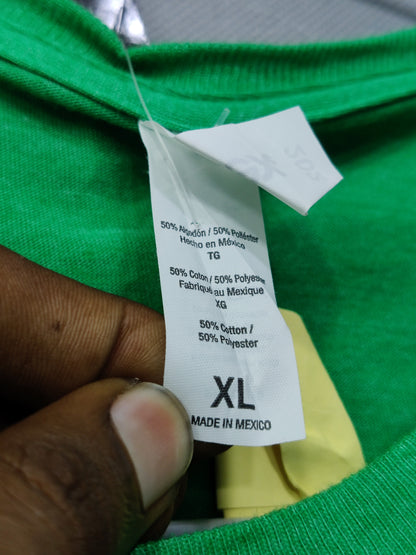 50% Algodón / 50% Poliéster
Hecho en México
TG
50% Coton / 50% Polyester
Fabriqué au Mexique
XG
50% Cotton /
50% Polyester
XL
MADE IN MEXICO